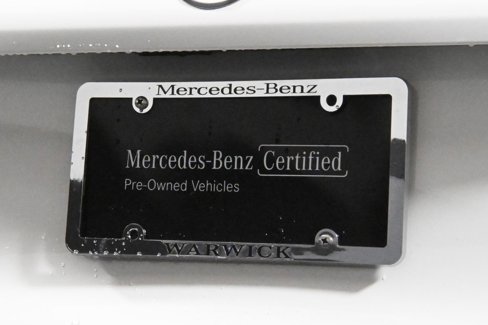 Mercedes-Benz
Mercedes-Benz Certified
Pre-Owned Vehicles
WARWICK